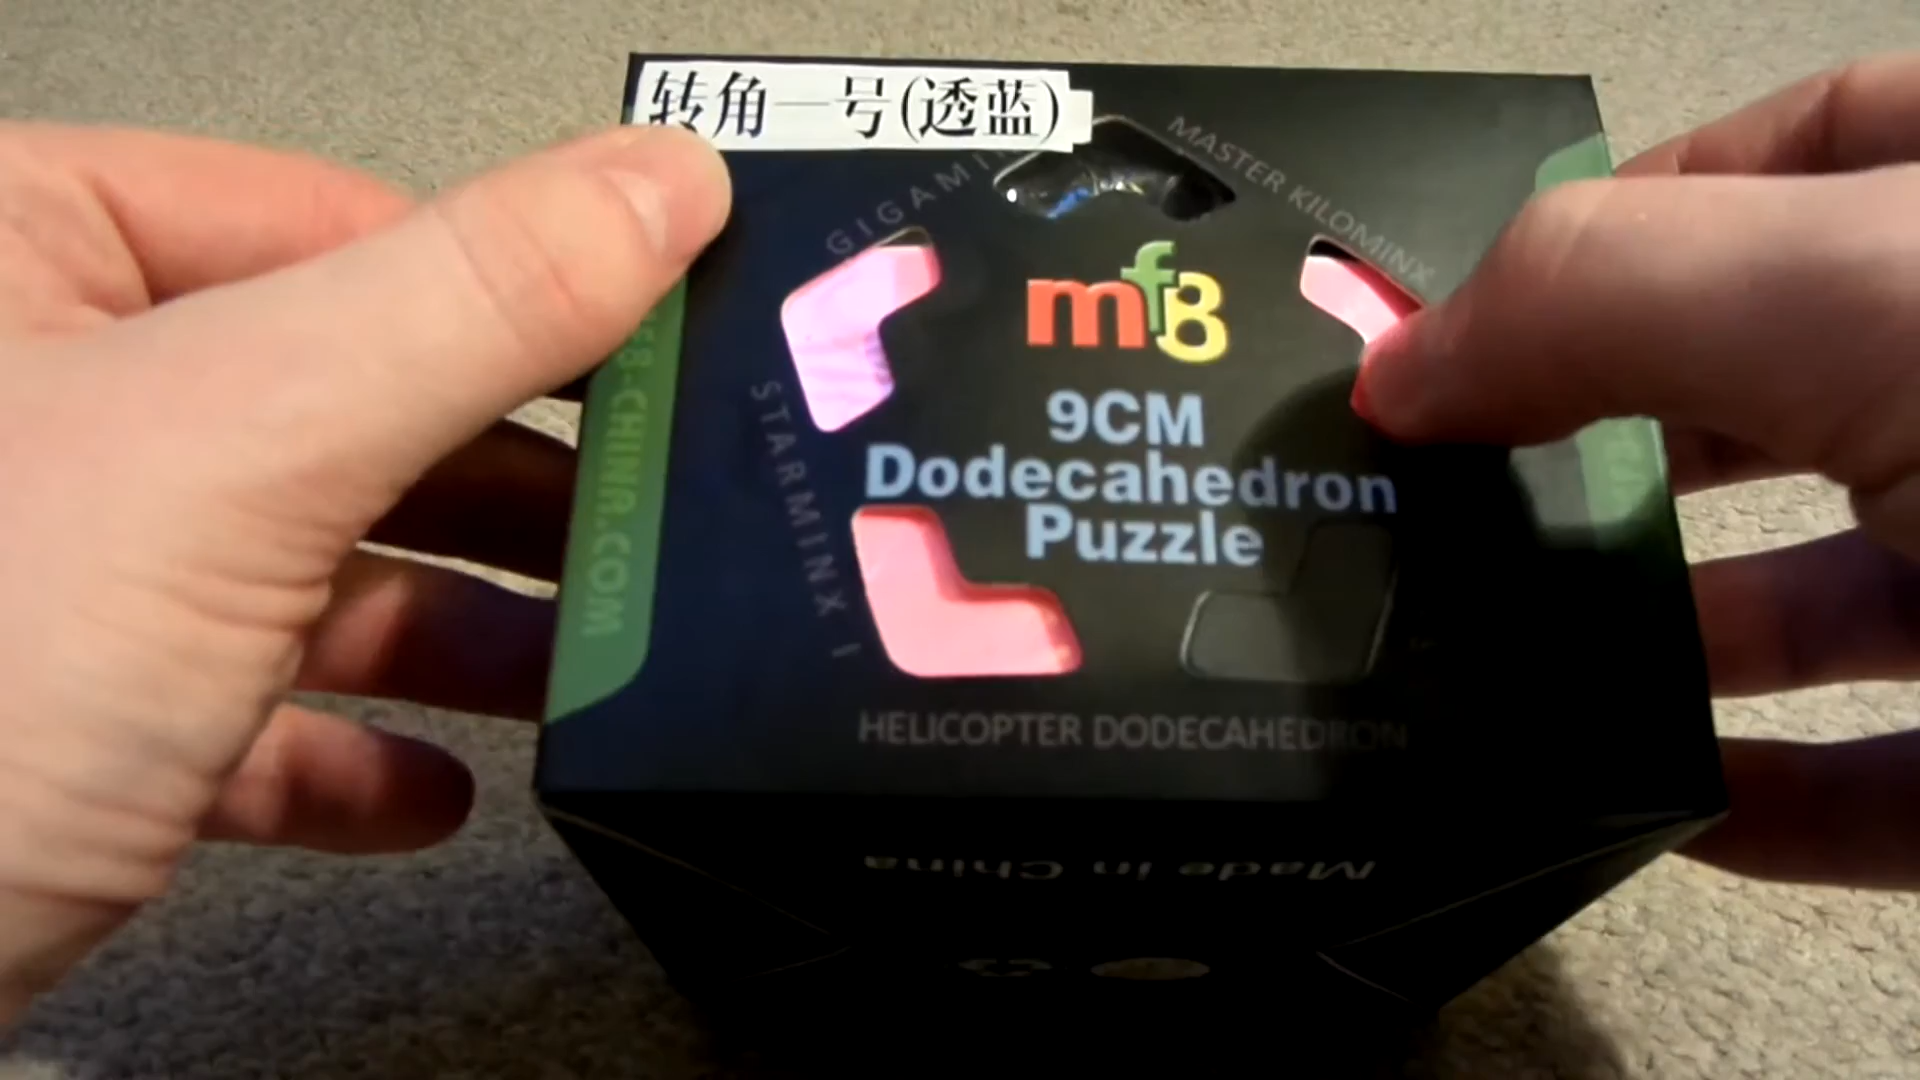 转角一号(透蓝)
MASTER KILOMINX
GIGAMI
mf8
9CM
Dodecahedron
Puzzle
STARMINX I
HELICOPTER DODECAHEDRON
8-CHINA.COM
Made in China